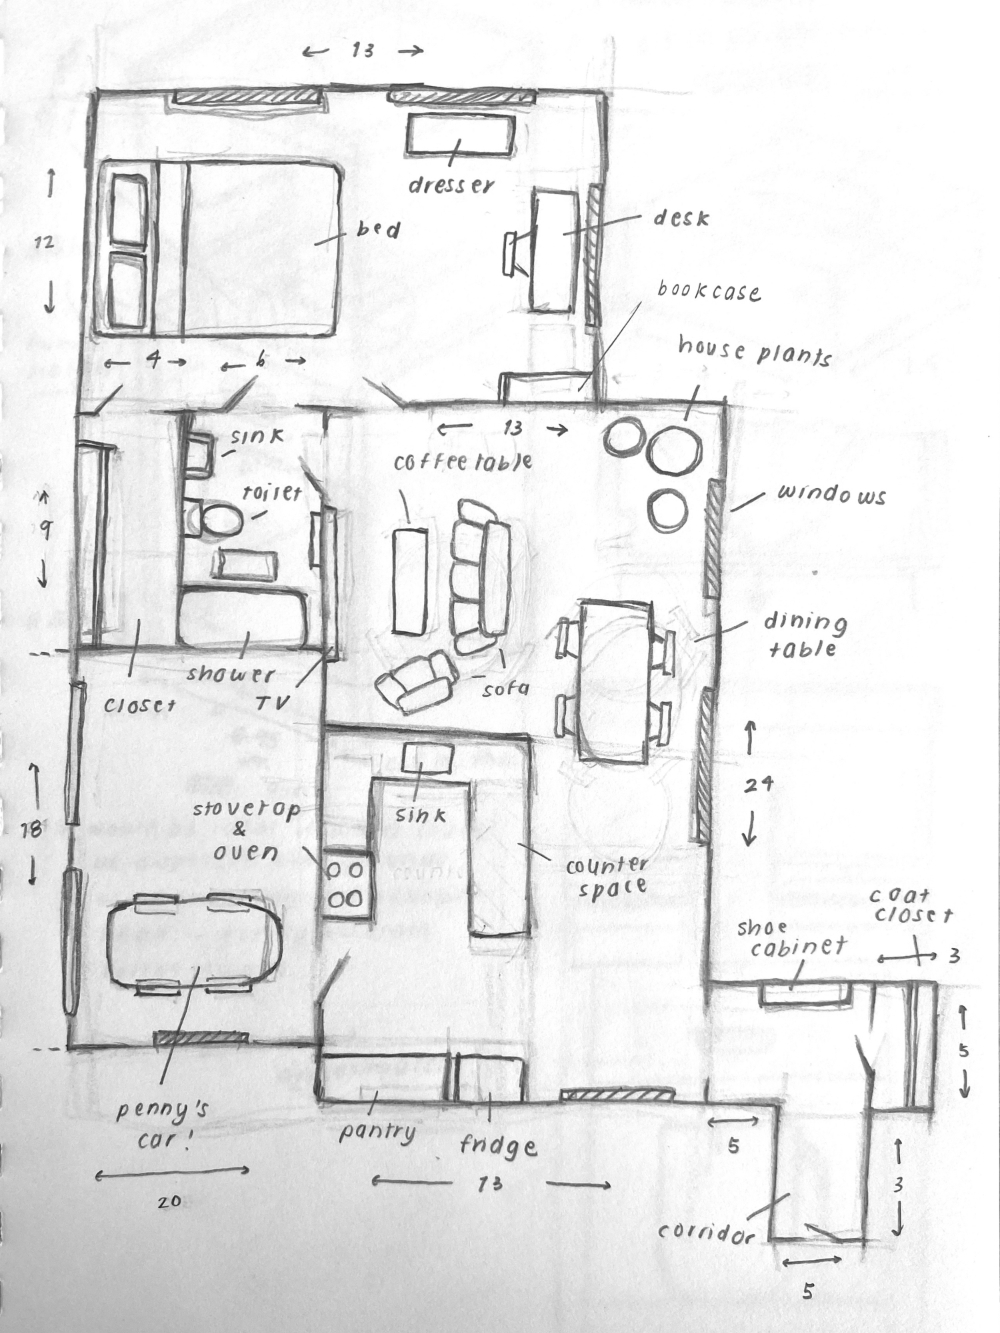 13
dresser
bed
desk
12
bookcase
house plants
4
6
13
sink
coffee table
toilet
windows
9
dining
table
shower
sofa
closet
TV
24
18'
stovetop
&
oven
sink
counter
space
coat
closet
shoe
cabinet
3
5
penny's
car!
pantry
fridge
5
3
20
13
corridor
5